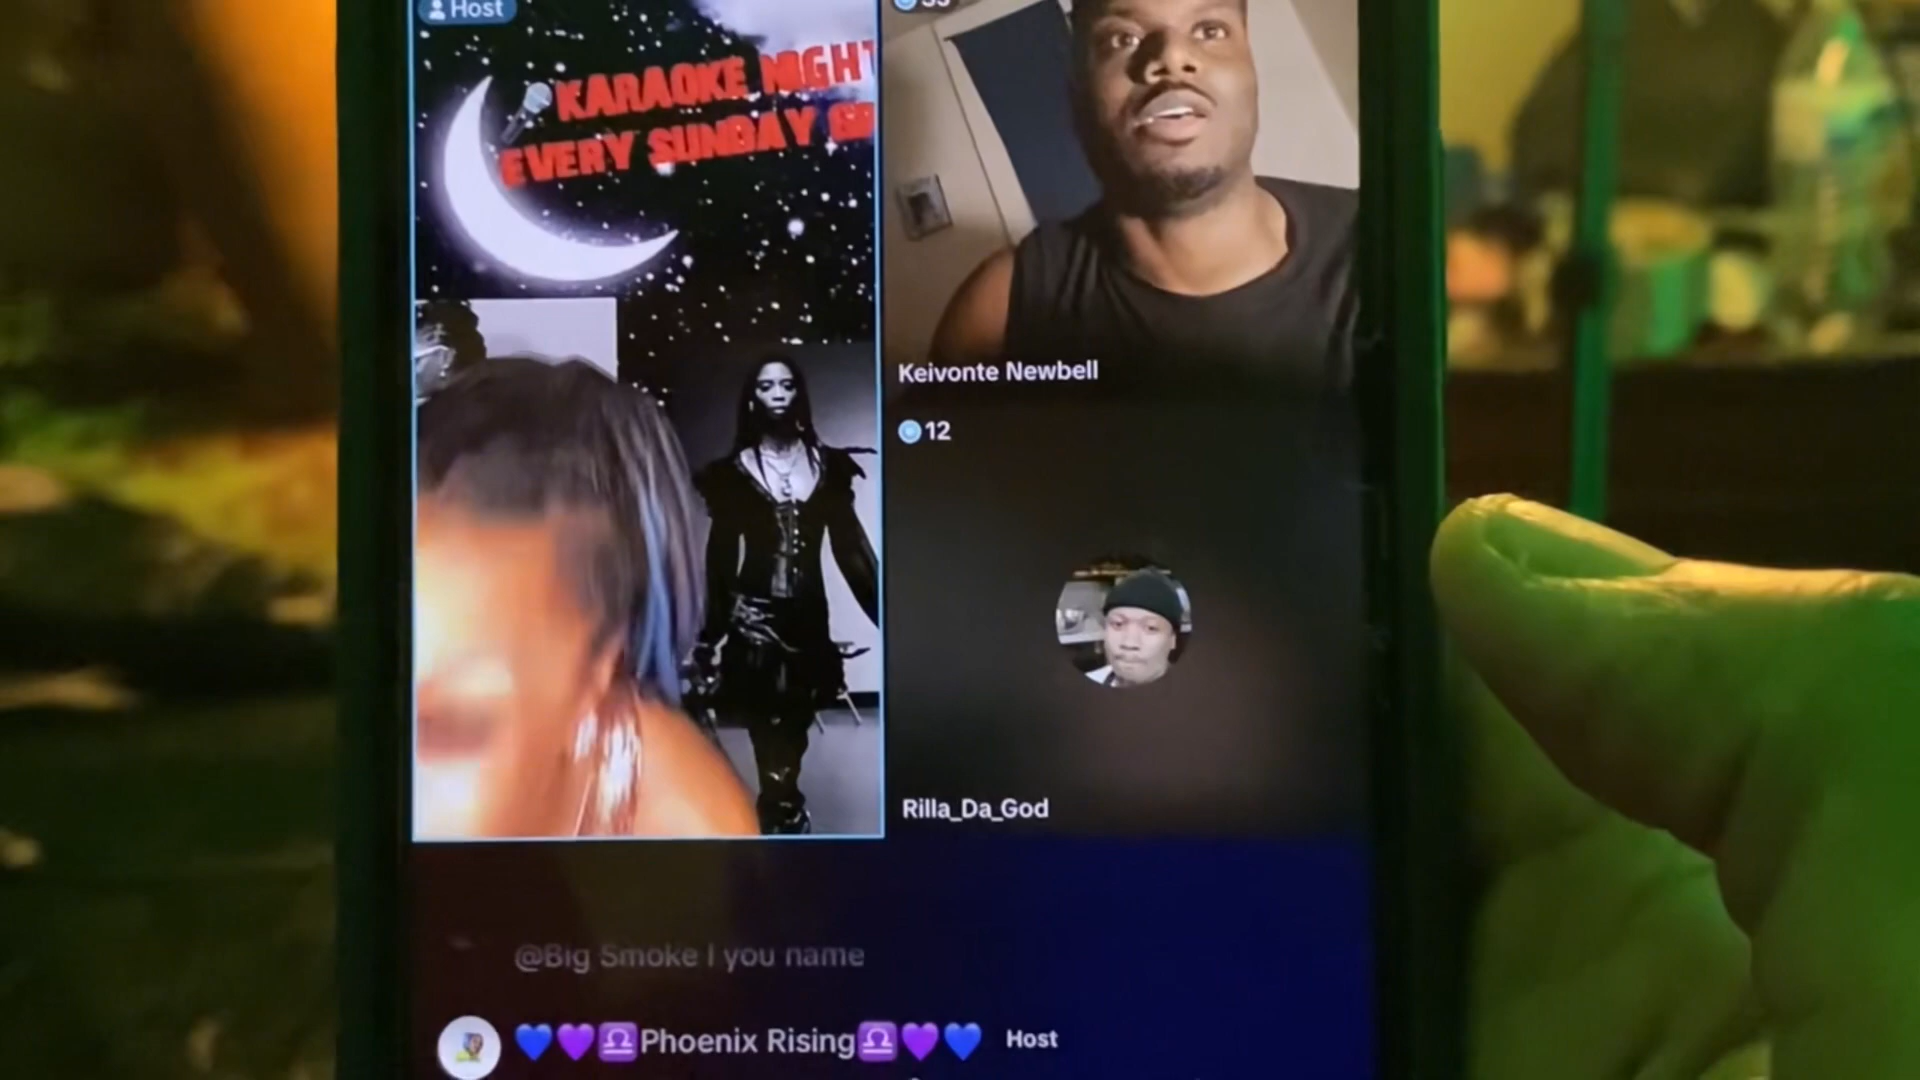 Host
KARAOKE NIGHT
EVERY SUNDAY
Keivonte Newbell
12
Rilla_Da_God
@Big Smoke I you name
💙💜♎Phoenix Rising♎💜💙 Host